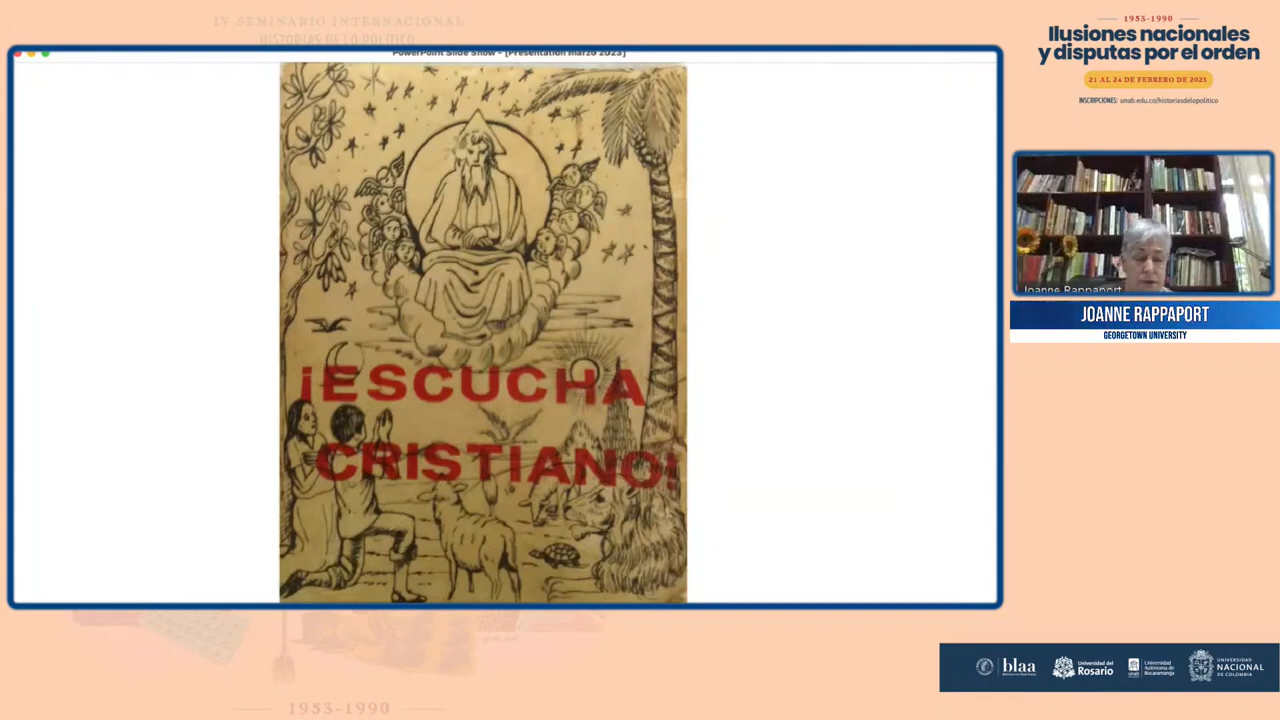 IV SEMINARIO INTERNACIONAL
HISTORIAS DE LO POLÍTICO
PowerPoint Slide Show - [Presentation marzo 2023]
¡ESCUCHA
CRISTIANO!
1953-1990
Ilusiones nacionales
y disputas por el orden
21 AL 24 DE FEBRERO DE 2023
INSCRIPCIONES: unab.edu.co/historiasdelopolitico
Joanne Rappaport
JOANNE RAPPAPORT
GEORGETOWN UNIVERSITY
blaa
Universidad del
Rosario
unab
Universidad
Autónoma de
Bucaramanga
UNIVERSIDAD
NACIONAL
DE COLOMBIA
1953-1990